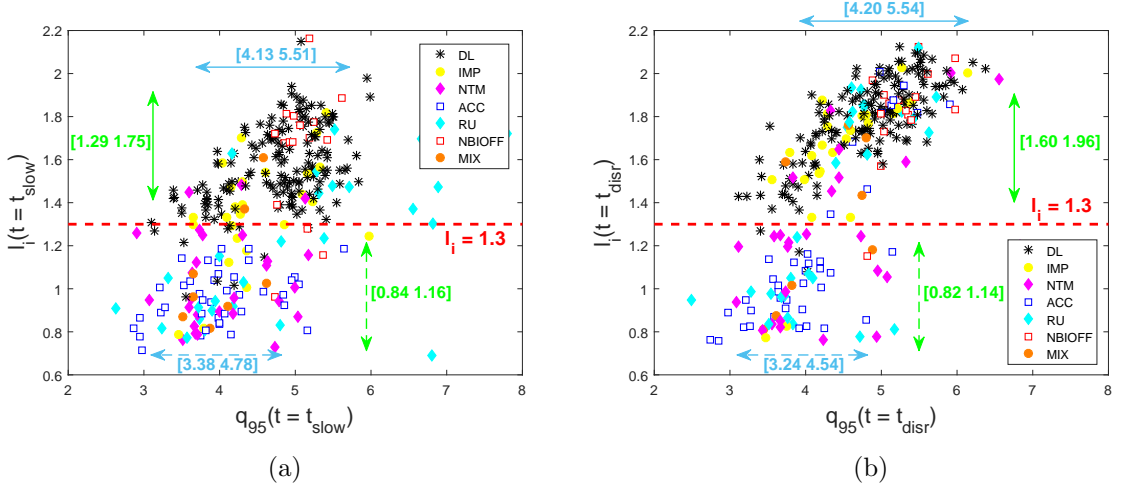 [4.13 5.51]
[1.29 1.75]
DL
IMP
NTM
ACC
RU
NBIOFF
MIX
I_i = 1.3
[0.84 1.16]
[3.38 4.78]
2.2
2
1.8
1.6
1.4
1.2
1
0.8
0.6
2 3 4 5 6 7 8
I_i(t = t_slow)
q_95(t = t_slow)
(a)
[4.20 5.54]
[1.60 1.96]
I_i = 1.3
DL
IMP
NTM
ACC
RU
NBIOFF
MIX
[0.82 1.14]
[3.24 4.54]
2.2
2
1.8
1.6
1.4
1.2
1
0.8
0.6
2 3 4 5 6 7 8
I_i(t = t_disr)
q_95(t = t_disr)
(b)